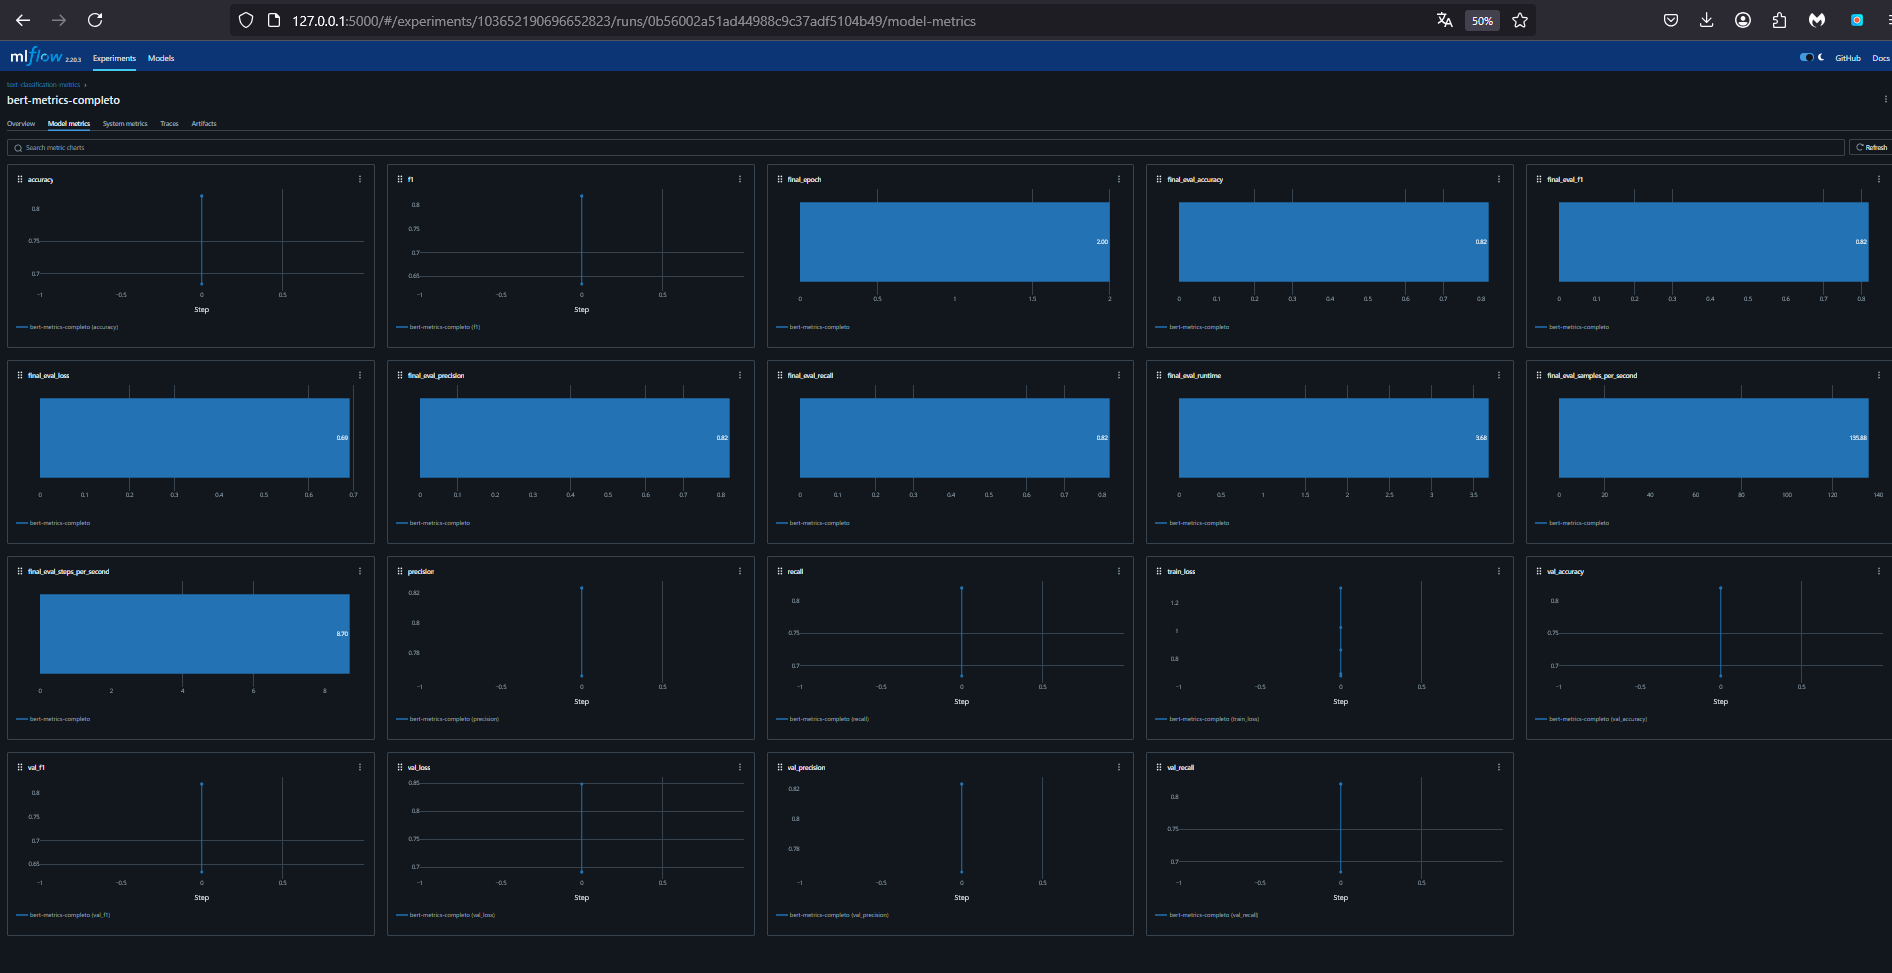 127.0.0.1:5000/#/experiments/103652190696652823/runs/0b56002a51ad44988c9c37adf5104b49/model-metrics
50%
mlflow 2.20.3 Experiments Models GitHub Docs
text-classification-metrics ›
bert-metrics-completo
Overview Model metrics System metrics Traces Artifacts
Search metric charts Refresh
accuracy
0.8
0.75
0.7
−1 −0.5 0 0.5
Step
bert-metrics-completo (accuracy)
f1
0.8
0.75
0.7
0.65
−1 −0.5 0 0.5
Step
bert-metrics-completo (f1)
final_epoch
2.00
0 0.5 1 1.5 2
bert-metrics-completo
final_eval_accuracy
0.82
0 0.1 0.2 0.3 0.4 0.5 0.6 0.7 0.8
bert-metrics-completo
final_eval_f1
0.82
0 0.1 0.2 0.3 0.4 0.5 0.6 0.7 0.8
bert-metrics-completo
final_eval_loss
0.69
0 0.1 0.2 0.3 0.4 0.5 0.6 0.7
bert-metrics-completo
final_eval_precision
0.82
0 0.1 0.2 0.3 0.4 0.5 0.6 0.7 0.8
bert-metrics-completo
final_eval_recall
0.82
0 0.1 0.2 0.3 0.4 0.5 0.6 0.7 0.8
bert-metrics-completo
final_eval_runtime
3.68
0 0.5 1 1.5 2 2.5 3 3.5
bert-metrics-completo
final_eval_samples_per_second
135.88
0 20 40 60 80 100 120 140
bert-metrics-completo
final_eval_steps_per_second
8.70
0 2 4 6 8
bert-metrics-completo
precision
0.82
0.8
0.78
−1 −0.5 0 0.5
Step
bert-metrics-completo (precision)
recall
0.8
0.75
0.7
−1 −0.5 0 0.5
Step
bert-metrics-completo (recall)
train_loss
1.2
1
0.8
−1 −0.5 0 0.5
Step
bert-metrics-completo (train_loss)
val_accuracy
0.8
0.75
0.7
−1 −0.5 0 0.5
Step
bert-metrics-completo (val_accuracy)
val_f1
0.8
0.75
0.7
0.65
−1 −0.5 0 0.5
Step
bert-metrics-completo (val_f1)
val_loss
0.85
0.8
0.75
0.7
−1 −0.5 0 0.5
Step
bert-metrics-completo (val_loss)
val_precision
0.82
0.8
0.78
−1 −0.5 0 0.5
Step
bert-metrics-completo (val_precision)
val_recall
0.8
0.75
0.7
−1 −0.5 0 0.5
Step
bert-metrics-completo (val_recall)